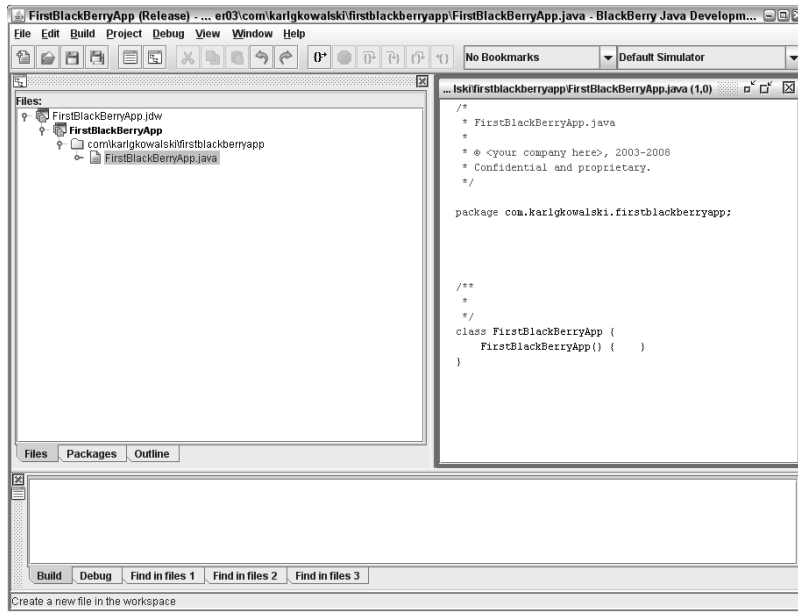 FirstBlackBerryApp (Release) - ... er03\com\karlgkowalski\firstblackberryapp\FirstBlackBerryApp.java - BlackBerry Java Developm...
File Edit Build Project Debug View Window Help
No Bookmarks Default Simulator
Files:
FirstBlackBerryApp.jdw
FirstBlackBerryApp
com\karlgkowalski\firstblackberryapp
FirstBlackBerryApp.java
Files Packages Outline
... lski\firstblackberryapp\FirstBlackBerryApp.java (1,0)
/*
* FirstBlackBerryApp.java
*
* © <your company here>, 2003-2008
* Confidential and proprietary.
*/
package com.karlgkowalski.firstblackberryapp;
/**
*
*/
class FirstBlackBerryApp {
FirstBlackBerryApp() { }
}
Build Debug Find in files 1 Find in files 2 Find in files 3
Create a new file in the workspace